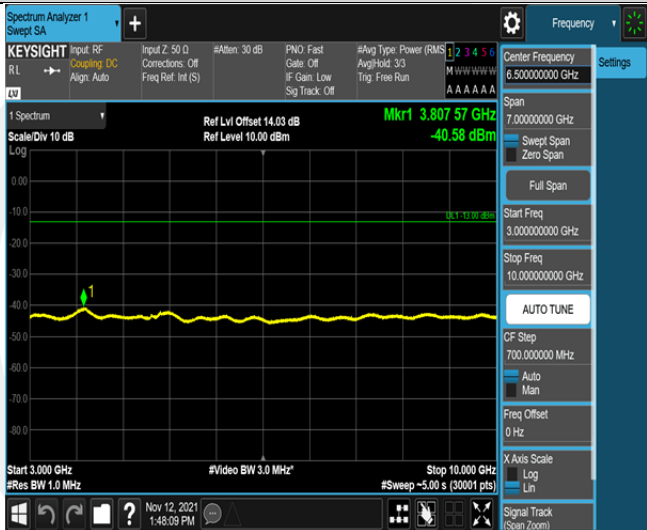 Spectrum Analyzer 1
Swept SA
+
Frequency
KEYSIGHT
RL
LXI
Input: RF
Coupling: DC
Align: Auto
Input Z: 50 Ω
Corrections: Off
Freq Ref: Int (S)
#Atten: 30 dB
PNO: Fast
Gate: Off
IF Gain: Low
Sig Track: Off
#Avg Type: Power (RMS
Avg|Hold: 3/3
Trig: Free Run
1 2 3 4 5 6
M W W W W W
A A A A A A
1 Spectrum
Scale/Div 10 dB
Log
Ref Lvl Offset 14.03 dB
Ref Level 10.00 dBm
Mkr1 3.807 57 GHz
-40.58 dBm
0.00
-10.0
-20.0
-30.0
-40.0
-50.0
-60.0
-70.0
-80.0
DL1 -13.00 dBm
1
Start 3.000 GHz
#Res BW 1.0 MHz
#Video BW 3.0 MHz*
Stop 10.000 GHz
#Sweep ~5.00 s (30001 pts)
Center Frequency
6.500000000 GHz
Span
7.00000000 GHz
Swept Span
Zero Span
Full Span
Start Freq
3.000000000 GHz
Stop Freq
10.000000000 GHz
AUTO TUNE
CF Step
700.000000 MHz
Auto
Man
Freq Offset
0 Hz
X Axis Scale
Log
Lin
Signal Track
(Span Zoom)
Settings
?
Nov 12, 2021
1:48:09 PM